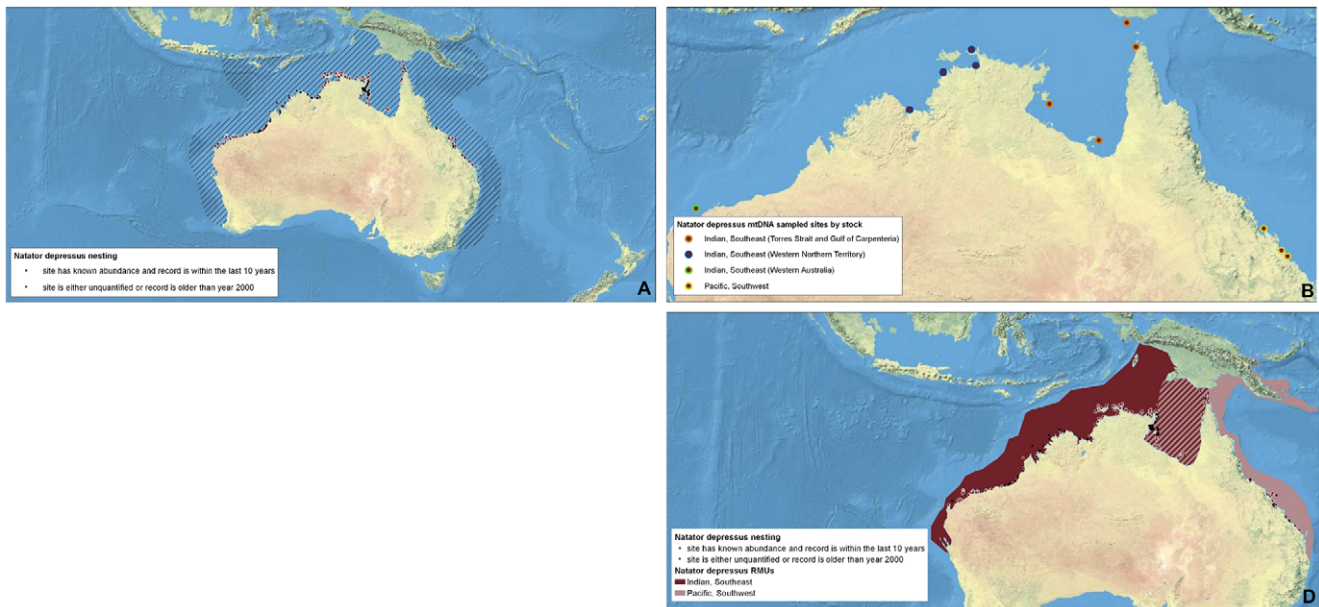 Natator depressus nesting
site has known abundance and record is within the last 10 years
site is either unquantified or record is older than year 2000
A
Natator depressus mtDNA sampled sites by stock
Indian, Southeast (Torres Strait and Gulf of Carpenteria)
Indian, Southeast (Western Northern Territory)
Indian, Southeast (Western Australia)
Pacific, Southwest
B
Natator depressus nesting
site has known abundance and record is within the last 10 years
site is either unquantified or record is older than year 2000
Natator depressus RMUs
Indian, Southeast
Pacific, Southwest
D